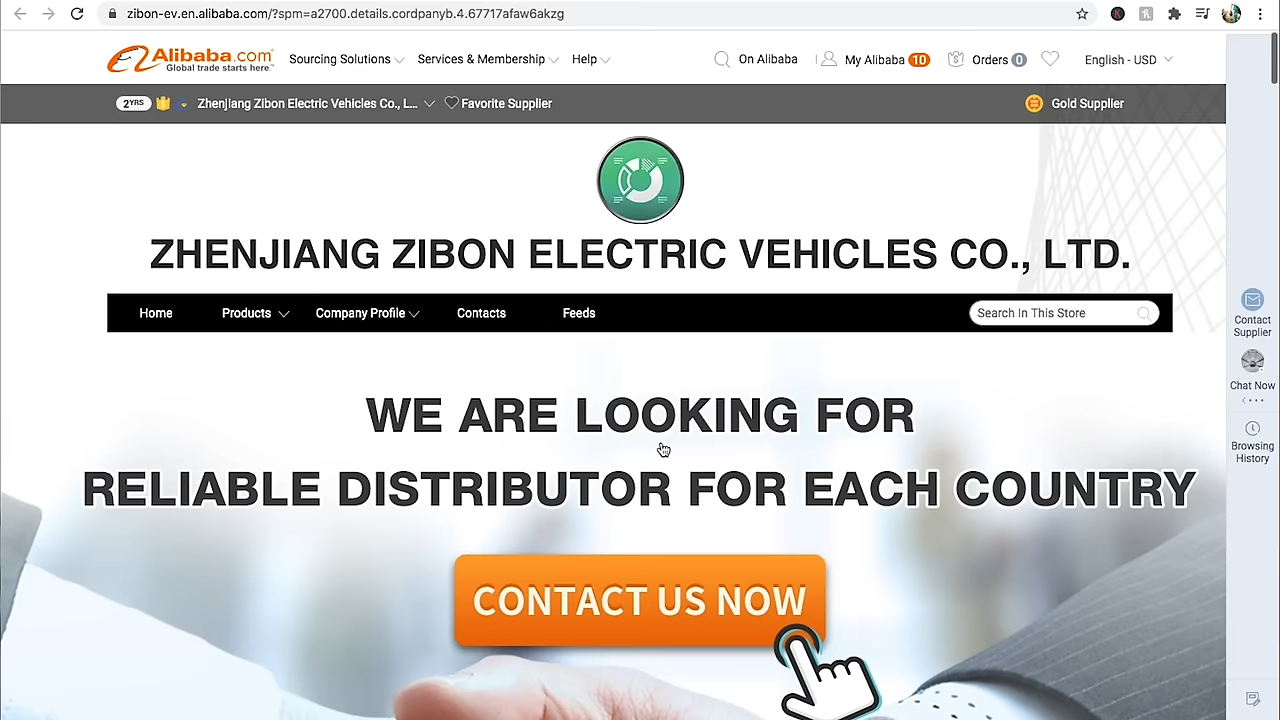 zibon-ev.en.alibaba.com/?spm=a2700.details.cordpanyb.4.67717afaw6akzg
Alibaba.com
Global trade starts here.™
Sourcing Solutions
Services & Membership
Help
On Alibaba
My Alibaba 10
Orders 0
English - USD
2YRS
Zhenjiang Zibon Electric Vehicles Co., L...
Favorite Supplier
Gold Supplier
ZHENJIANG ZIBON ELECTRIC VEHICLES CO., LTD.
Home
Products
Company Profile
Contacts
Feeds
Search In This Store
WE ARE LOOKING FOR
RELIABLE DISTRIBUTOR FOR EACH COUNTRY
CONTACT US NOW
Contact
Supplier
Chat Now
Browsing
History